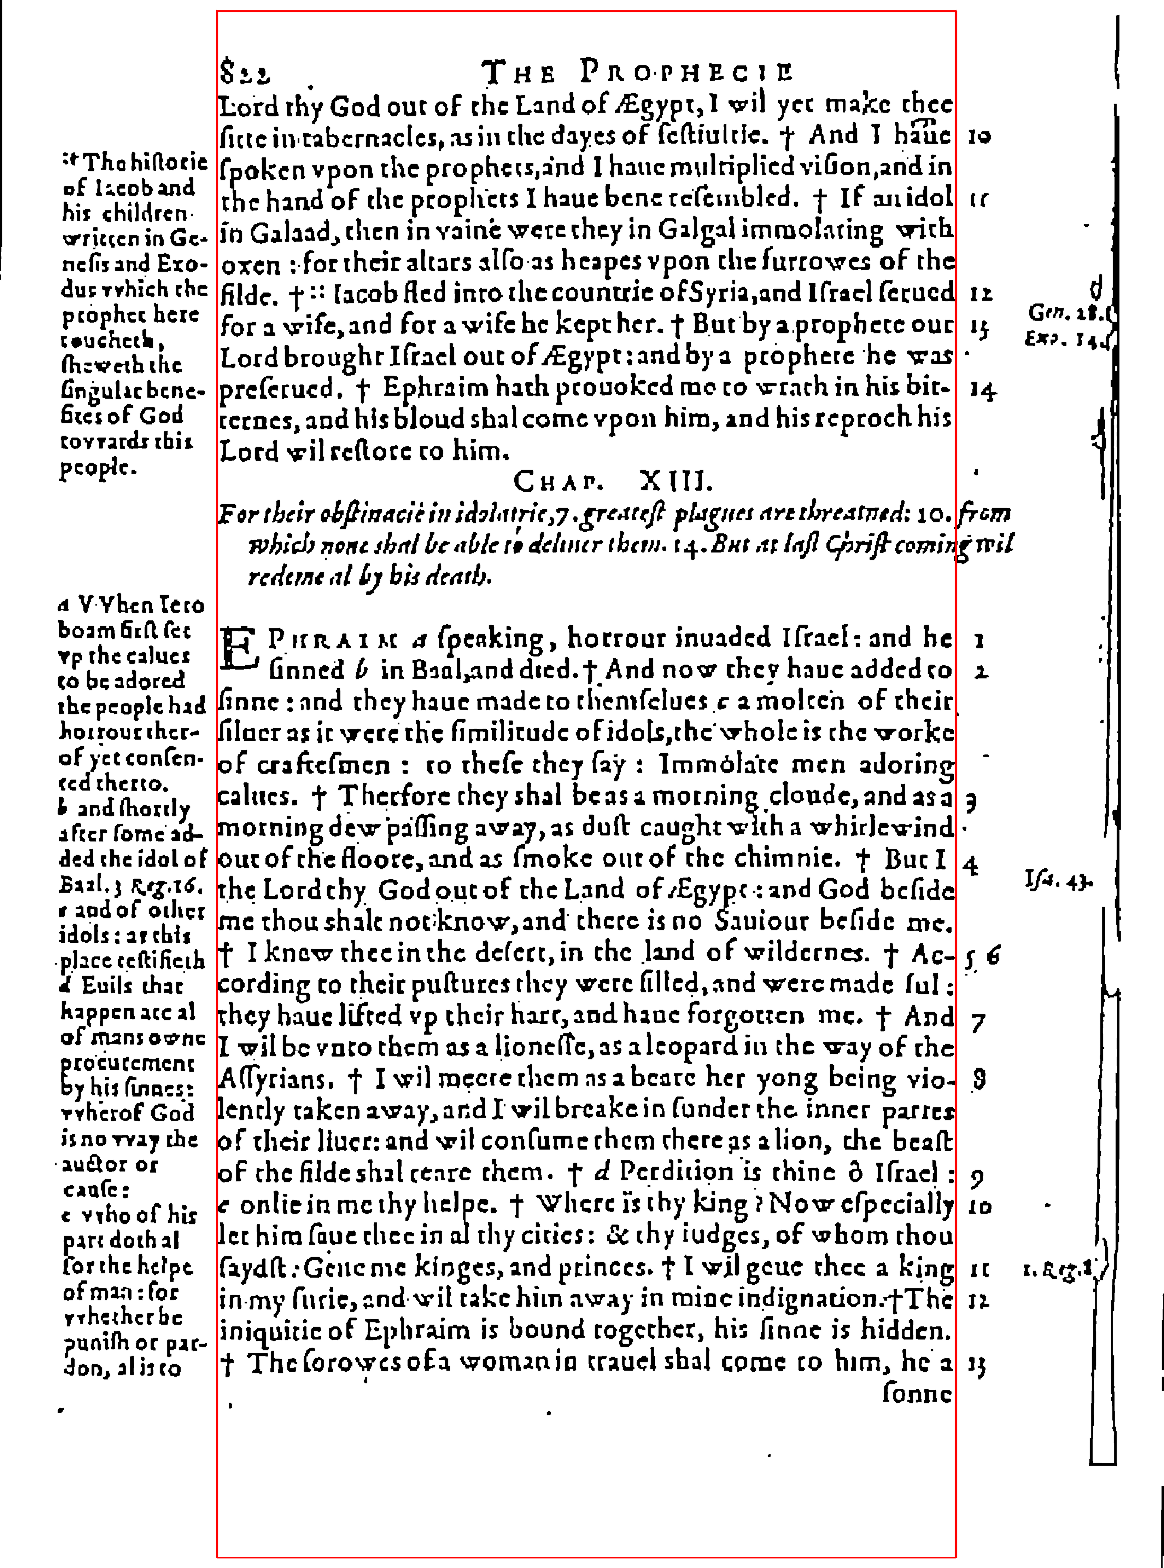 822 THE PROPHECIE
Lord thy God out of the Land of Ægypt, I wil yet make thee
sitte in tabernacles, as in the dayes of festiuitie. † And I haue 10
spoken vpon the prophets, and I haue multiplied vision, and in
the hand of the prophets I haue bene resembled. † If an idol 11
in Galaad, then in vaine were they in Galgal immolating with
oxen : for their altars also as heapes vpon the furrowes of the
filde. † :: Iacob fled into the countrie of Syria, and Israel serued 12
for a wife, and for a wife he kept her. † But by a prophete our 13
Lord brought Israel out of Ægypt: and by a prophete he was
preserued. † Ephraim hath prouoked me to wrath in his bit- 14
ternes, and his bloud shal come vpon him, and his reproch his
Lord wil restore to him.
:: The historie
of Iacob and
his children
written in Ge-
nesis and Exo-
dus which the
prophet here
toucheth,
sheweth the
singular bene-
fites of God
towards this
people.
Gen. 28.
Exo. 14.
CHAP. XIII.
For their obstinacie in idolatrie, 7. greatest plagues are threatned: 10. from
which none shal be able to deliuer them. 14. But at last Christ coming wil
redeme al by his death.
EPHRAIM a speaking, horrour inuaded Israel: and he 1
sinned b in Baal, and died. † And now they haue added to 2
sinne : and they haue made to themselues c a molten of their
siluer as it were the similitude of idols, the whole is the worke
of craftesmen : to these they say : Immolate men adoring
calues. † Therfore they shal be as a morning cloude, and as a 3
morning dew passing away, as dust caught with a whirlewind
out of the floore, and as smoke out of the chimnie. † But I 4
the Lord thy God out of the Land of Ægypt : and God beside
me thou shalt not know, and there is no Sauiour beside me.
† I knew thee in the desert, in the land of wildernes. † Ac- 5 6
cording to their pastures they were filled, and were made ful :
they haue lifted vp their hart, and haue forgotten me. † And 7
I wil be vnto them as a lionesse, as a leopard in the way of the
Assyrians. † I wil meete them as a beare her yong being vio- 8
lently taken away, and I wil breake in sunder the inner partes
of their liuer: and wil consume them there as a lion, the beast
of the filde shal teare them. † d Perdition is thine ô Israel : 9
e onlie in me thy helpe. † Where is thy king? Now especially 10
let him saue thee in al thy cities: & thy iudges, of whom thou
saydst: Geue me kinges, and princes. † I wil geue thee a king 11
in my furie, and wil take him away in mine indignation. † The 12
iniquitie of Ephraim is bound together, his sinne is hidden.
† The sorowes of a woman in trauel shal come to him, he a 13
sonne
a When Iero
boam first set
vp the calues
to be adored
the people had
horrour ther-
of yet consen-
ted therto.
b and shortly
after some ad-
ded the idol of
Baal. 3 Reg. 16.
c and of other
idols: as this
place testifieth
d Euils that
happen are al
of mans owne
procurement
by his sinnes:
wherof God
is no way the
auctor or
cause:
e who of his
part doth al
for the helpe
of man: for
whether he
punish or par-
don, al is to
Isa. 43.
1. Reg. 8